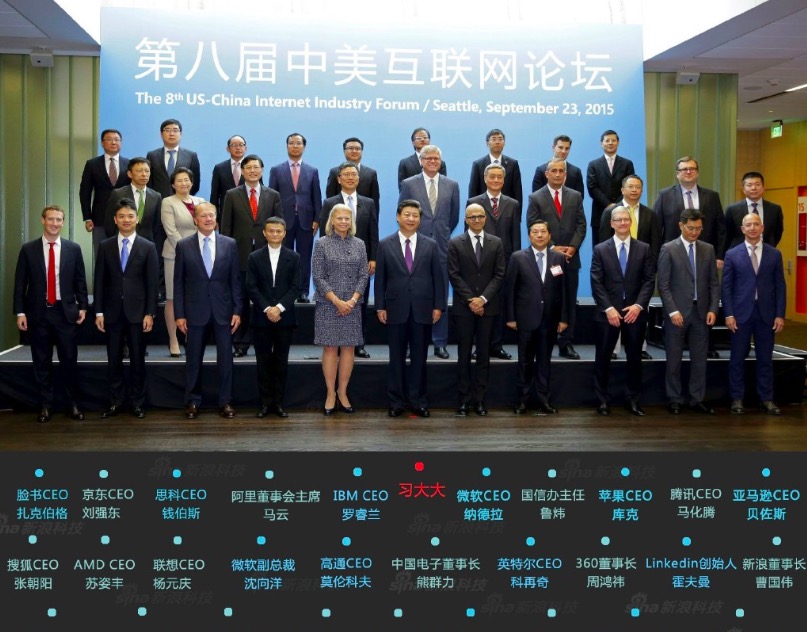 第八届中美互联网论坛
The 8th US-China Internet Industry Forum / Seattle, September 23, 2015
脸书CEO 京东CEO 思科CEO 阿里董事会主席 IBM CEO 习大大 微软CEO 国信办主任 苹果CEO 腾讯CEO 亚马逊CEO
扎克伯格 刘强东 钱伯斯 马云 罗睿兰 纳德拉 鲁炜 库克 马化腾 贝佐斯
搜狐CEO AMD CEO 联想CEO 微软副总裁 高通CEO 中国电子董事长 英特尔CEO 360董事长 Linkedin创始人 新浪董事长
张朝阳 苏姿丰 杨元庆 沈向洋 莫伦科夫 熊群力 科再奇 周鸿祎 霍夫曼 曹国伟
sina新浪科技